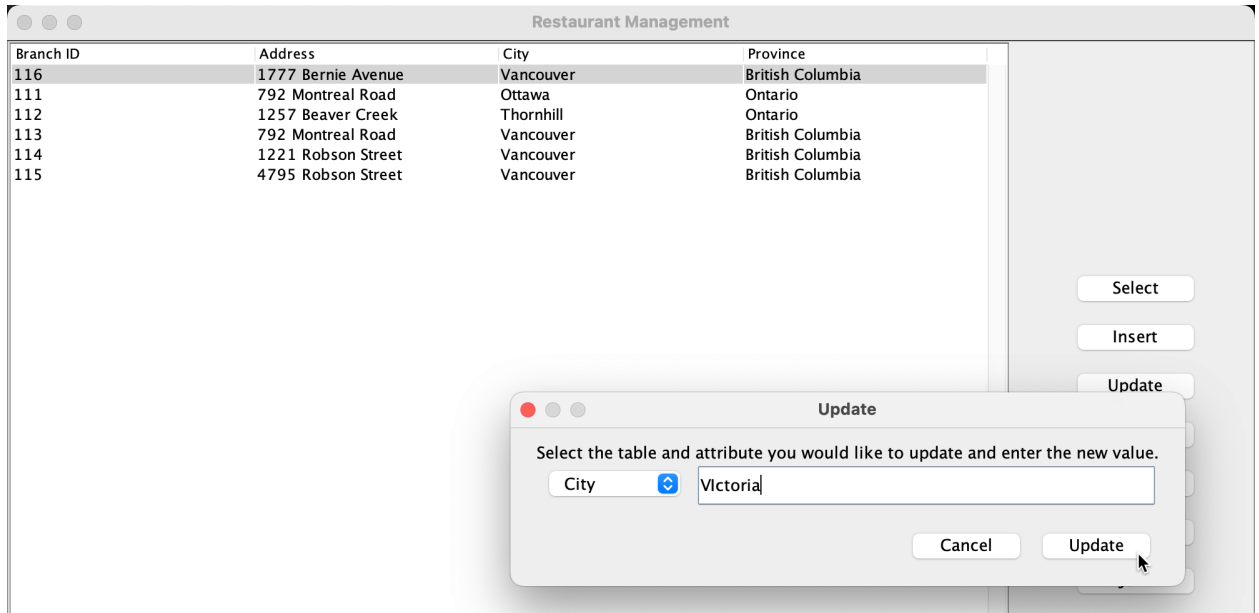 Restaurant Management
Branch ID Address City Province
116 1777 Bernie Avenue Vancouver British Columbia
111 792 Montreal Road Ottawa Ontario
112 1257 Beaver Creek Thornhill Ontario
113 792 Montreal Road Vancouver British Columbia
114 1221 Robson Street Vancouver British Columbia
115 4795 Robson Street Vancouver British Columbia
Select
Insert
Update
Update
Select the table and attribute you would like to update and enter the new value.
City VIctoria
Cancel Update